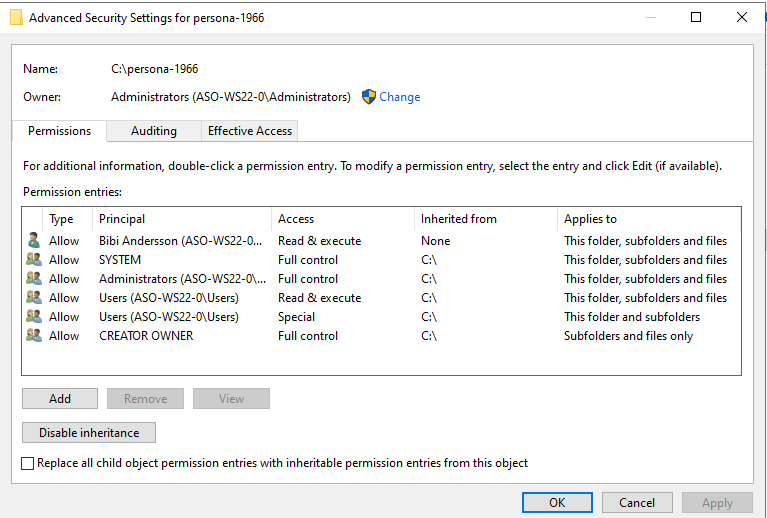 Advanced Security Settings for persona-1966
Name: C:\persona-1966
Owner: Administrators (ASO-WS22-0\Administrators) Change
Permissions Auditing Effective Access
For additional information, double-click a permission entry. To modify a permission entry, select the entry and click Edit (if available).
Permission entries:
Type Principal Access Inherited from Applies to
Allow Bibi Andersson (ASO-WS22-0... Read & execute None This folder, subfolders and files
Allow SYSTEM Full control C:\ This folder, subfolders and files
Allow Administrators (ASO-WS22-0\... Full control C:\ This folder, subfolders and files
Allow Users (ASO-WS22-0\Users) Read & execute C:\ This folder, subfolders and files
Allow Users (ASO-WS22-0\Users) Special C:\ This folder and subfolders
Allow CREATOR OWNER Full control C:\ Subfolders and files only
Add Remove View
Disable inheritance
Replace all child object permission entries with inheritable permission entries from this object
OK Cancel Apply